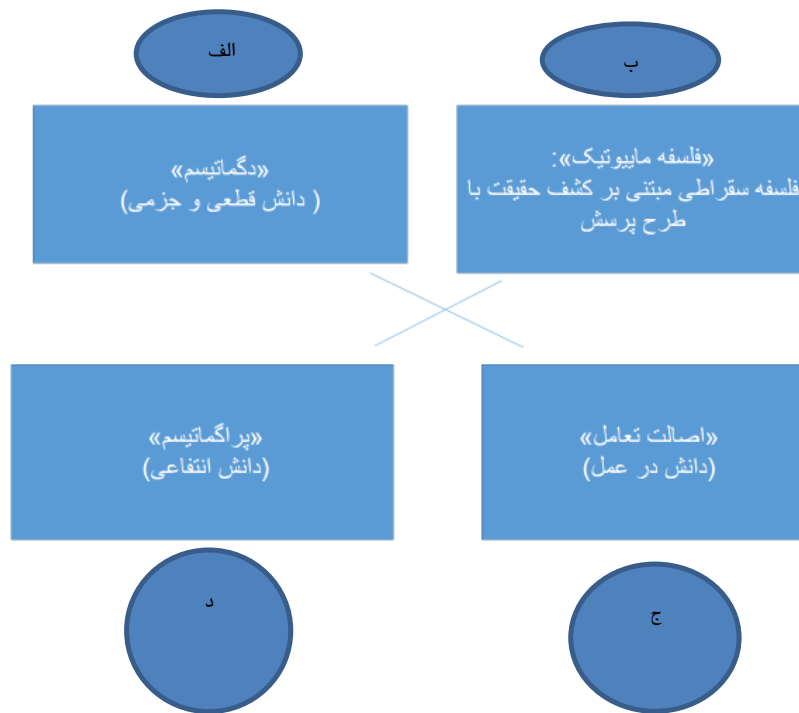 ب
الف
«فلسفه ماییوتیک»:
فلسفه سقراطی مبتنی بر کشف حقیقت با
طرح پرسش
«دگماتیسم»
( دانش قطعی و جزمی)
«اصالت تعامل»
(دانش در عمل)
«پراگماتیسم»
(دانش انتفاعی)
ج
د